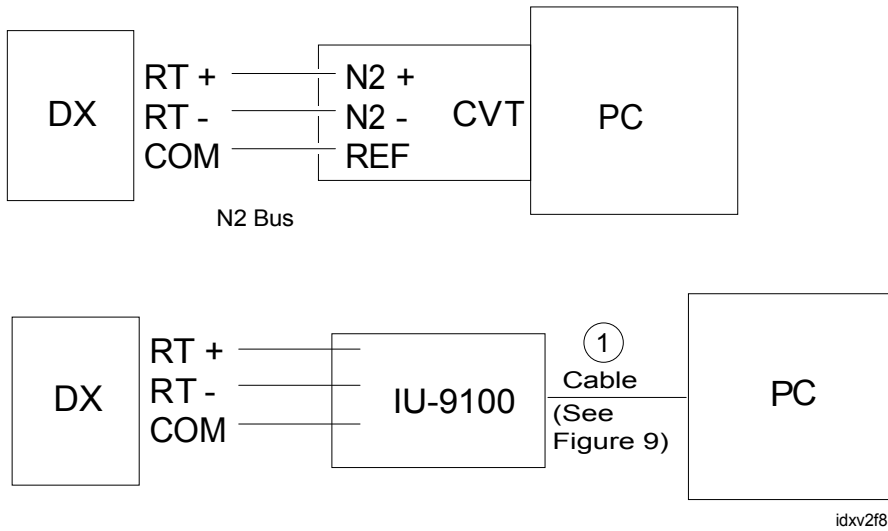 DX
RT +
RT -
COM
N2 +
N2 -
REF
CVT
PC
N2 Bus
DX
RT +
RT -
COM
IU-9100
1
Cable
(See
Figure 9)
PC
idxv2f8